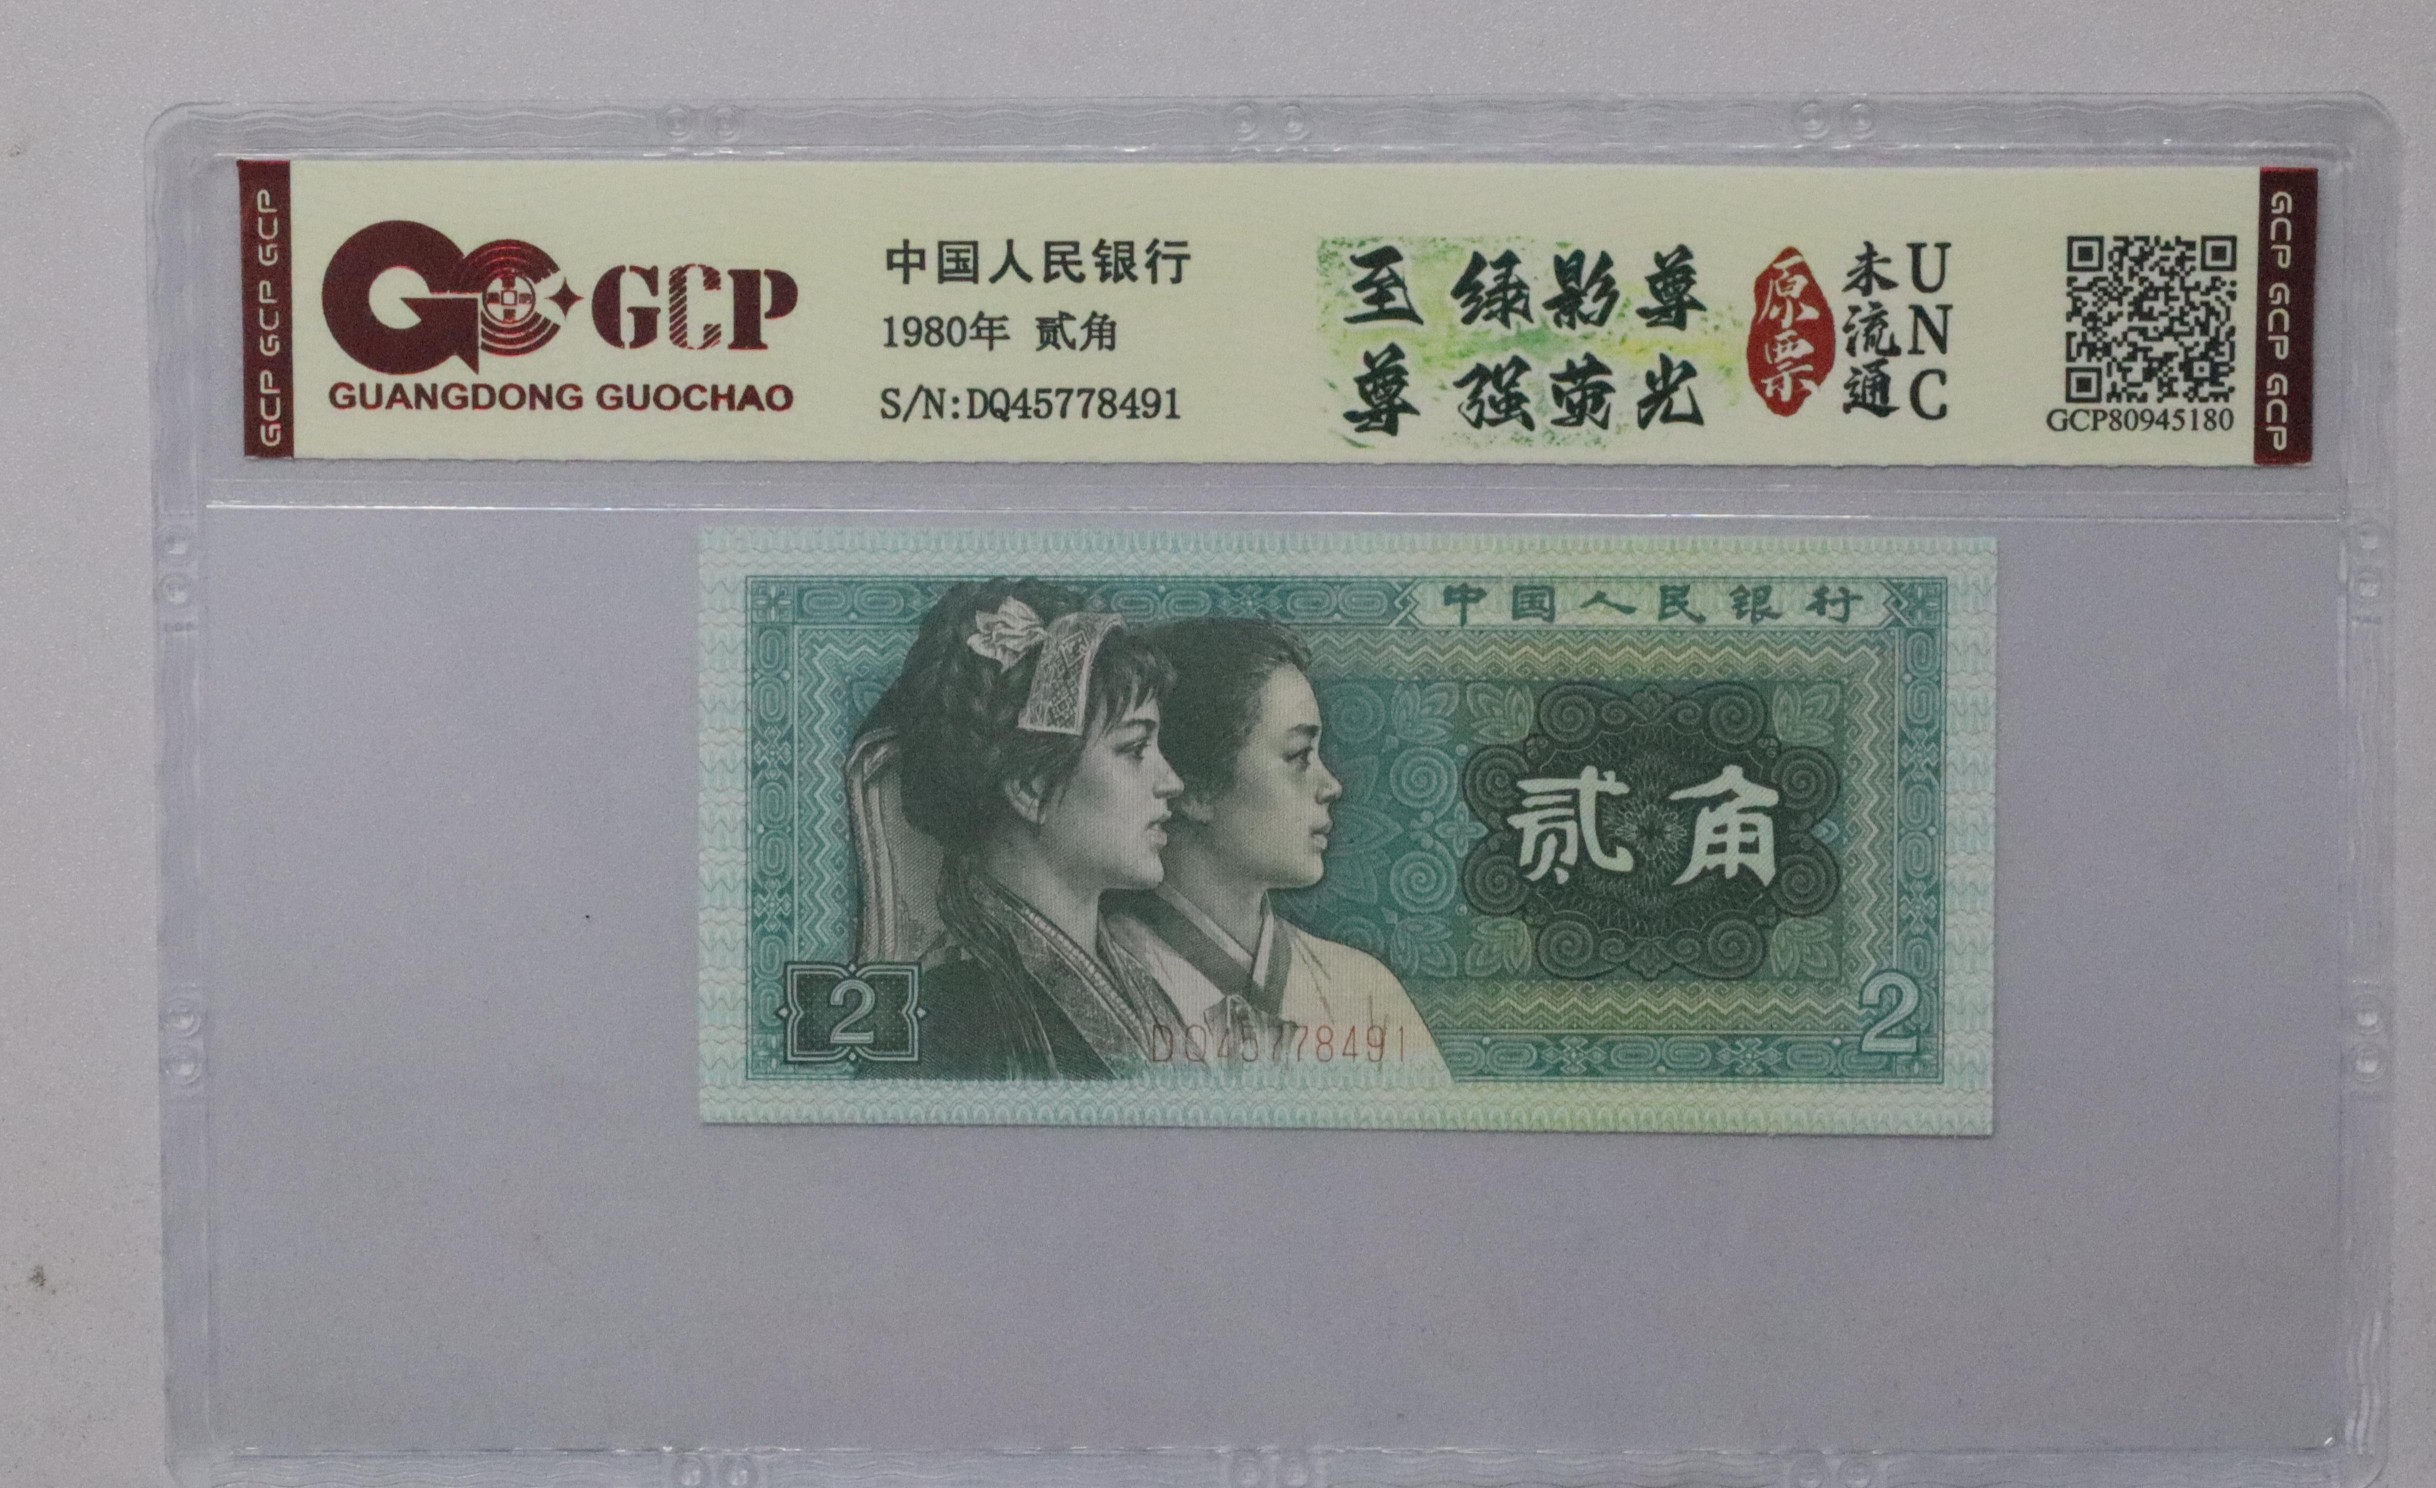 GCP GCP GCP
GCP
GUANGDONG GUOCHAO
中国人民银行
1980年 贰角
S/N:DQ45778491
至尊
绿影尊
强荧光
原票
未流通
UNC
GCP80945180
GCP GCP GCP
中国人民银行
贰角
2
DQ45778491
2